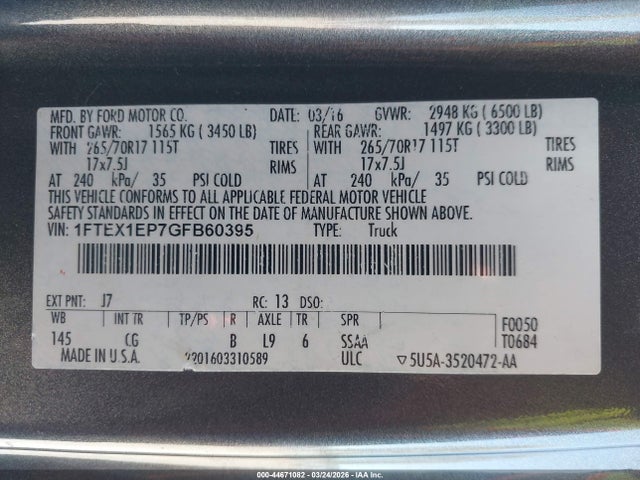 MFD. BY FORD MOTOR CO. DATE: 03/16 GVWR: 2948 KG ( 6500 LB)
FRONT GAWR: 1565 KG ( 3450 LB) REAR GAWR: 1497 KG ( 3300 LB)
WITH 265/70R17 115T TIRES WITH 265/70R17 115T TIRES
17x7.5J RIMS 17x7.5J RIMS
AT 240 kPa/ 35 PSI COLD AT 240 kPa/ 35 PSI COLD
THIS VEHICLE CONFORMS TO ALL APPLICABLE FEDERAL MOTOR VEHICLE
SAFETY STANDARDS IN EFFECT ON THE DATE OF MANUFACTURE SHOWN ABOVE.
VIN: 1FTEX1EP7GFB60395 TYPE: Truck
EXT PNT: J7 RC: 13 DSO:
WB INT TR TP/PS R AXLE TR SPR F0050
145 CG B L9 6 SSAA T0684
MADE IN U.S.A. 2201603310589 ULC ▽5U5A-3520472-AA
000-44671082 - 03/24/2026 - IAA Inc.